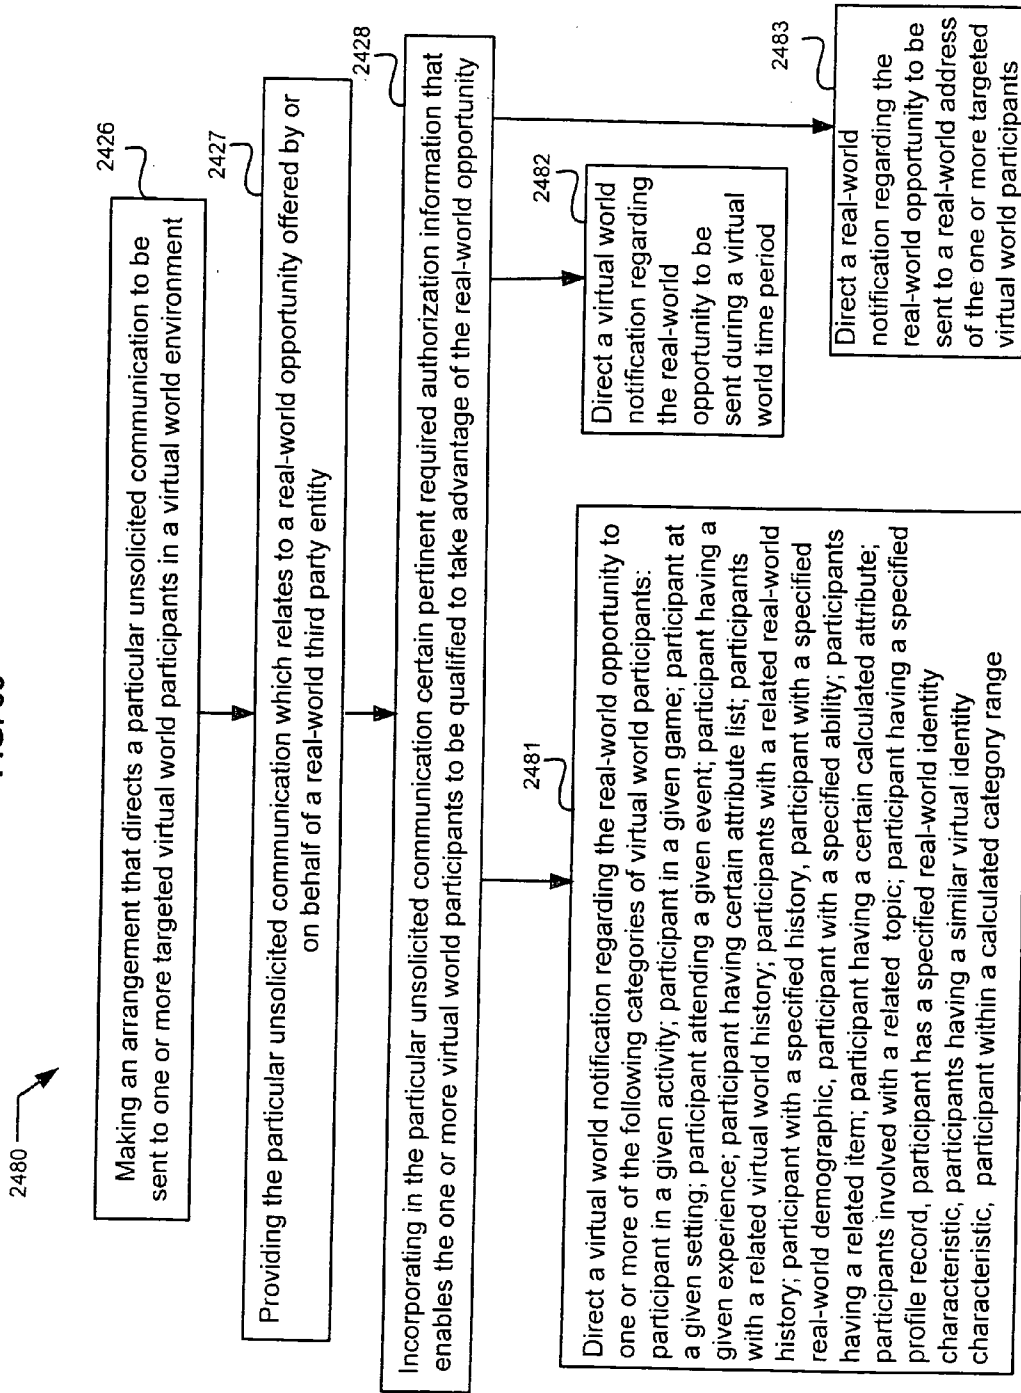 2480
2426
Making an arrangement that directs a particular unsolicited communication to be
sent to one or more targeted virtual world participants in a virtual world environment
2427
Providing the particular unsolicited communication which relates to a real-world opportunity offered by or
on behalf of a real-world third party entity
2428
Incorporating in the particular unsolicited communication certain pertinent required authorization information that
enables the one or more virtual world participants to be qualified to take advantage of the real-world opportunity
2481
Direct a virtual world notification regarding the real-world opportunity to
one or more of the following categories of virtual world participants:
participant in a given activity; participant in a given game; participant at
a given setting; participant attending a given event; participant having a
given experience; participant having certain attribute list; participants
with a related virtual world history; participants with a related real-world
history; participant with a specified history, participant with a specified
real-world demographic, participant with a specified ability; participants
having a related item; participant having a certain calculated attribute;
participants involved with a related topic; participant having a specified
profile record, participant has a specified real-world identity
characteristic, participants having a similar virtual identity
characteristic, participant within a calculated category range
2482
Direct a virtual world
notification regarding
the real-world
opportunity to be
sent during a virtual
world time period
2483
Direct a real-world
notification regarding the
real-world opportunity to be
sent to a real-world address
of the one or more targeted
virtual world participants